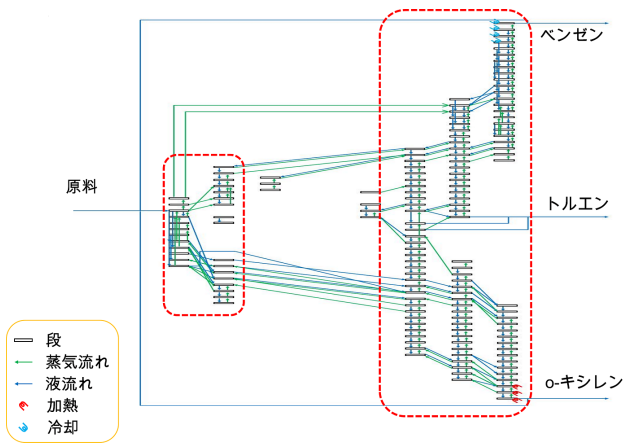 ベンゼン
原料
トルエン
o-キシレン
段
蒸気流れ
液流れ
加熱
冷却